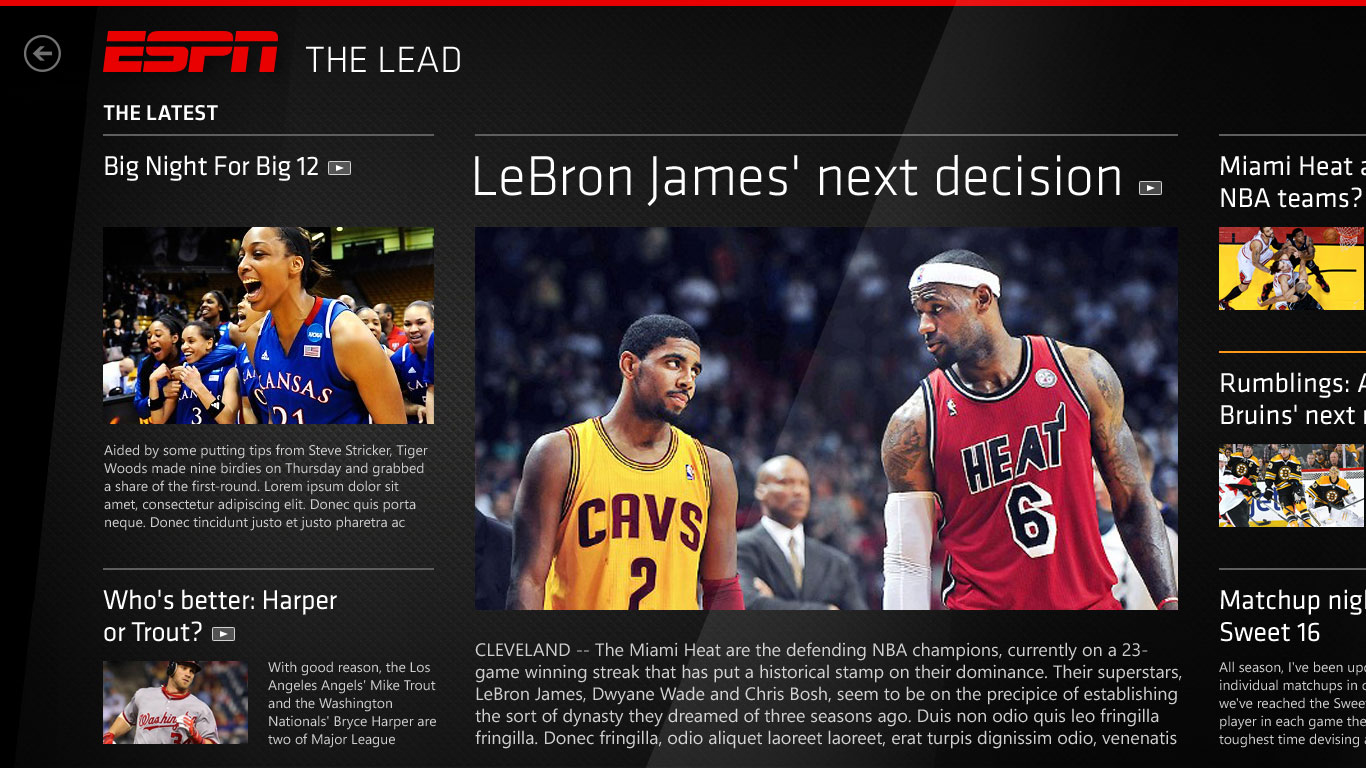 ESPN THE LEAD
THE LATEST
Big Night For Big 12
NCAA
KANSAS
21
3
Aided by some putting tips from Steve Stricker, Tiger
Woods made nine birdies on Thursday and grabbed
a share of the first-round. Lorem ipsum dolor sit
amet, consectetur adipiscing elit. Donec quis porta
neque. Donec tincidunt justo et justo pharetra ac
Who's better: Harper
or Trout?
Washin
3
With good reason, the Los
Angeles Angels' Mike Trout
and the Washington
Nationals' Bryce Harper are
two of Major League
LeBron James' next decision
CAVS
2
HEAT
6
CLEVELAND -- The Miami Heat are the defending NBA champions, currently on a 23-
game winning streak that has put a historical stamp on their dominance. Their superstars,
LeBron James, Dwyane Wade and Chris Bosh, seem to be on the precipice of establishing
the sort of dynasty they dreamed of three seasons ago. Duis non odio quis leo fringilla
fringilla. Donec fringilla, odio aliquet laoreet laoreet, erat turpis dignissim odio, venenatis
Miami Heat a
NBA teams?
Rumblings: A
Bruins' next
Matchup nig
Sweet 16
All season, I've been up
individual matchups in
we've reached the Swee
player in each game the
toughest time devising a